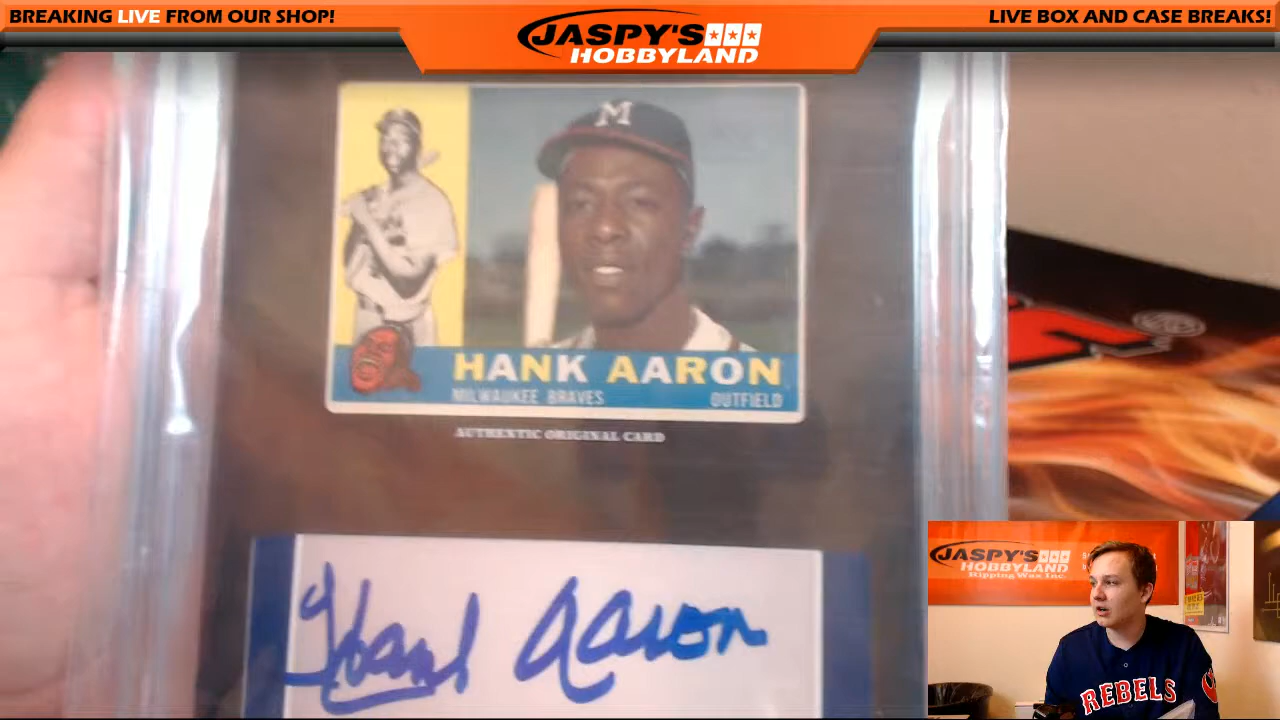 BREAKING LIVE FROM OUR SHOP!
JASPY'S
HOBBYLAND
LIVE BOX AND CASE BREAKS!
M
HANK AARON
MILWAUKEE BRAVES OUTFIELD
AUTHENTIC ORIGINAL CARD
Hank Aaron
JASPY'S
HOBBYLAND
Ripping Wax Inc.
REBELS